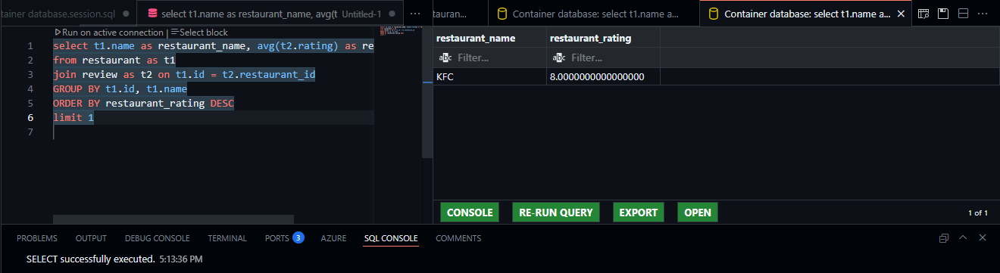 tainer database.session.sql
select t1.name as restaurant_name, avg(t Untitled-1
Run on active connection | Select block
1 select t1.name as restaurant_name, avg(t2.rating) as re
2 from restaurant as t1
3 join review as t2 on t1.id = t2.restaurant_id
4 GROUP BY t1.id, t1.name
5 ORDER BY restaurant_rating DESC
6 limit 1
7
tauran...
Container database: select t1.name a...
Container database: select t1.name a...
restaurant_name restaurant_rating
abc Filter... abc Filter...
KFC 8.0000000000000000
CONSOLE RE-RUN QUERY EXPORT OPEN 1 of 1
PROBLEMS OUTPUT DEBUG CONSOLE TERMINAL PORTS 3 AZURE SQL CONSOLE COMMENTS
SELECT successfully executed. 5:13:36 PM